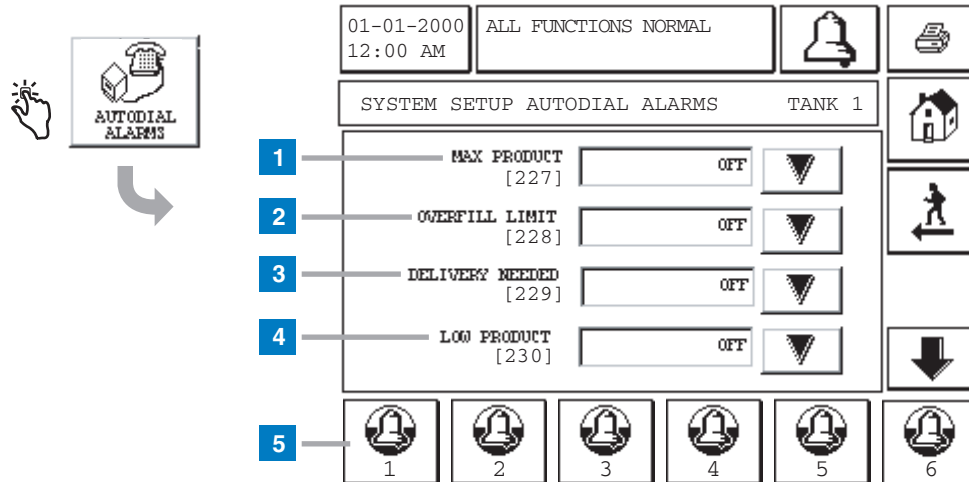 AUTODIAL
ALARMS
01-01-2000
12:00 AM
ALL FUNCTIONS NORMAL
SYSTEM SETUP AUTODIAL ALARMS TANK 1
1 MAX PRODUCT OFF
[227]
2 OVERFILL LIMIT OFF
[228]
3 DELIVERY NEEDED OFF
[229]
4 LOW PRODUCT OFF
[230]
5
1 2 3 4 5 6